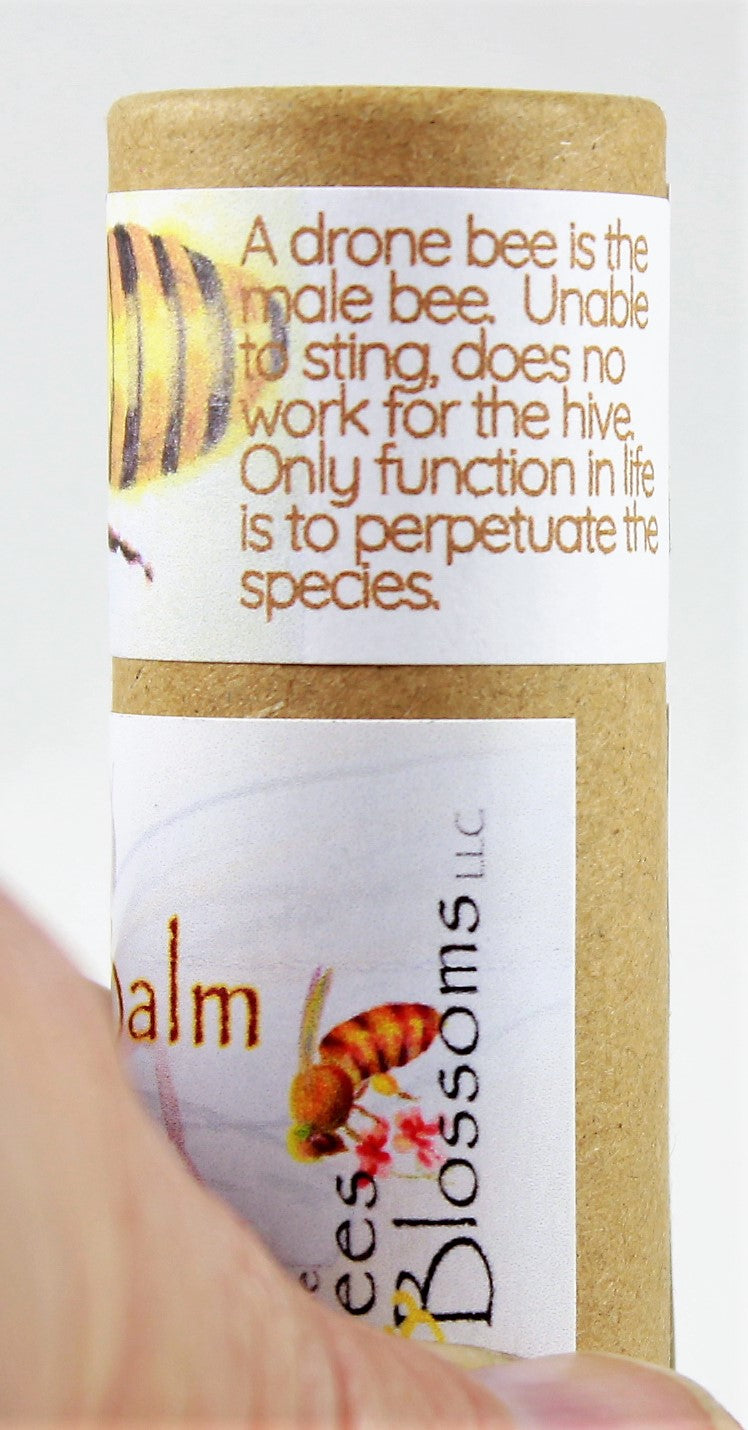 A drone bee is the
male bee. Unable
to sting, does no
work for the hive.
Only function in life
is to perpetuate the
species.
alm
ees
& Blossoms LLC